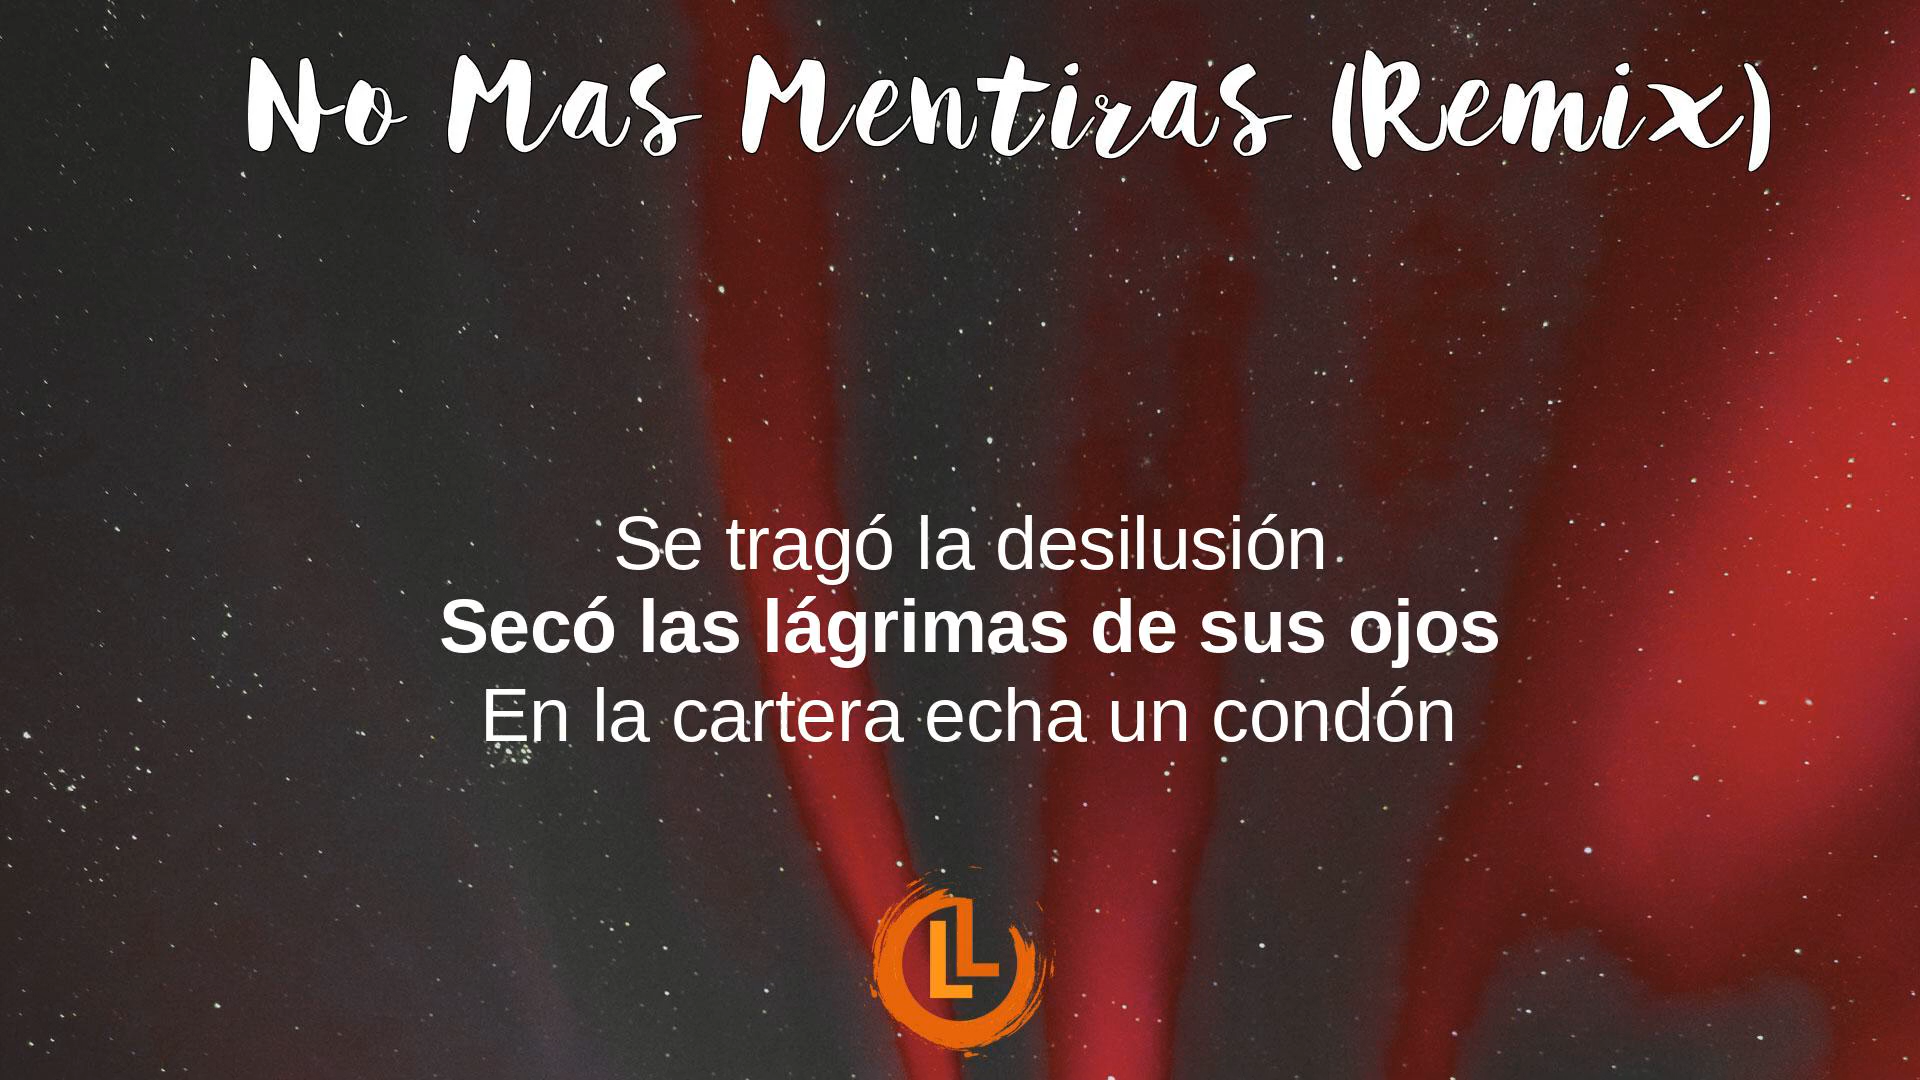 No Mas Mentiras (Remix)
Se tragó la desilusión
Secó las lágrimas de sus ojos
En la cartera echa un condón
LL